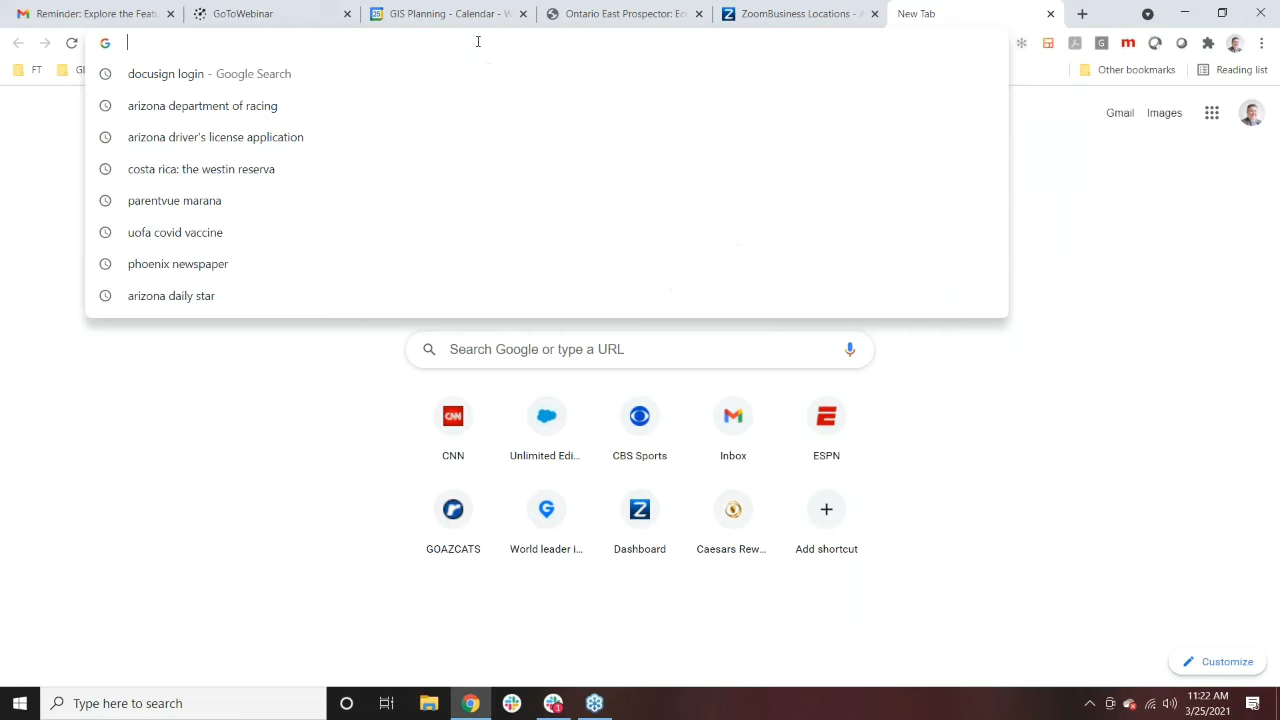 Reminder: Explore the Featu
GoToWebinar
GIS Planning - Calendar - W
Ontario East Prospector: Eco
ZoomBusiness Locations - A
New Tab
FT
Other bookmarks
Reading list
docusign login - Google Search
arizona department of racing
arizona driver's license application
costa rica: the westin reserva
parentvue marana
uofa covid vaccine
phoenix newspaper
arizona daily star
Gmail
Images
Search Google or type a URL
CNN
Unlimited Edi...
CBS Sports
Inbox
ESPN
GOAZCATS
World leader i...
Dashboard
Caesars Rew...
Add shortcut
Customize
Type here to search
11:22 AM
3/25/2021